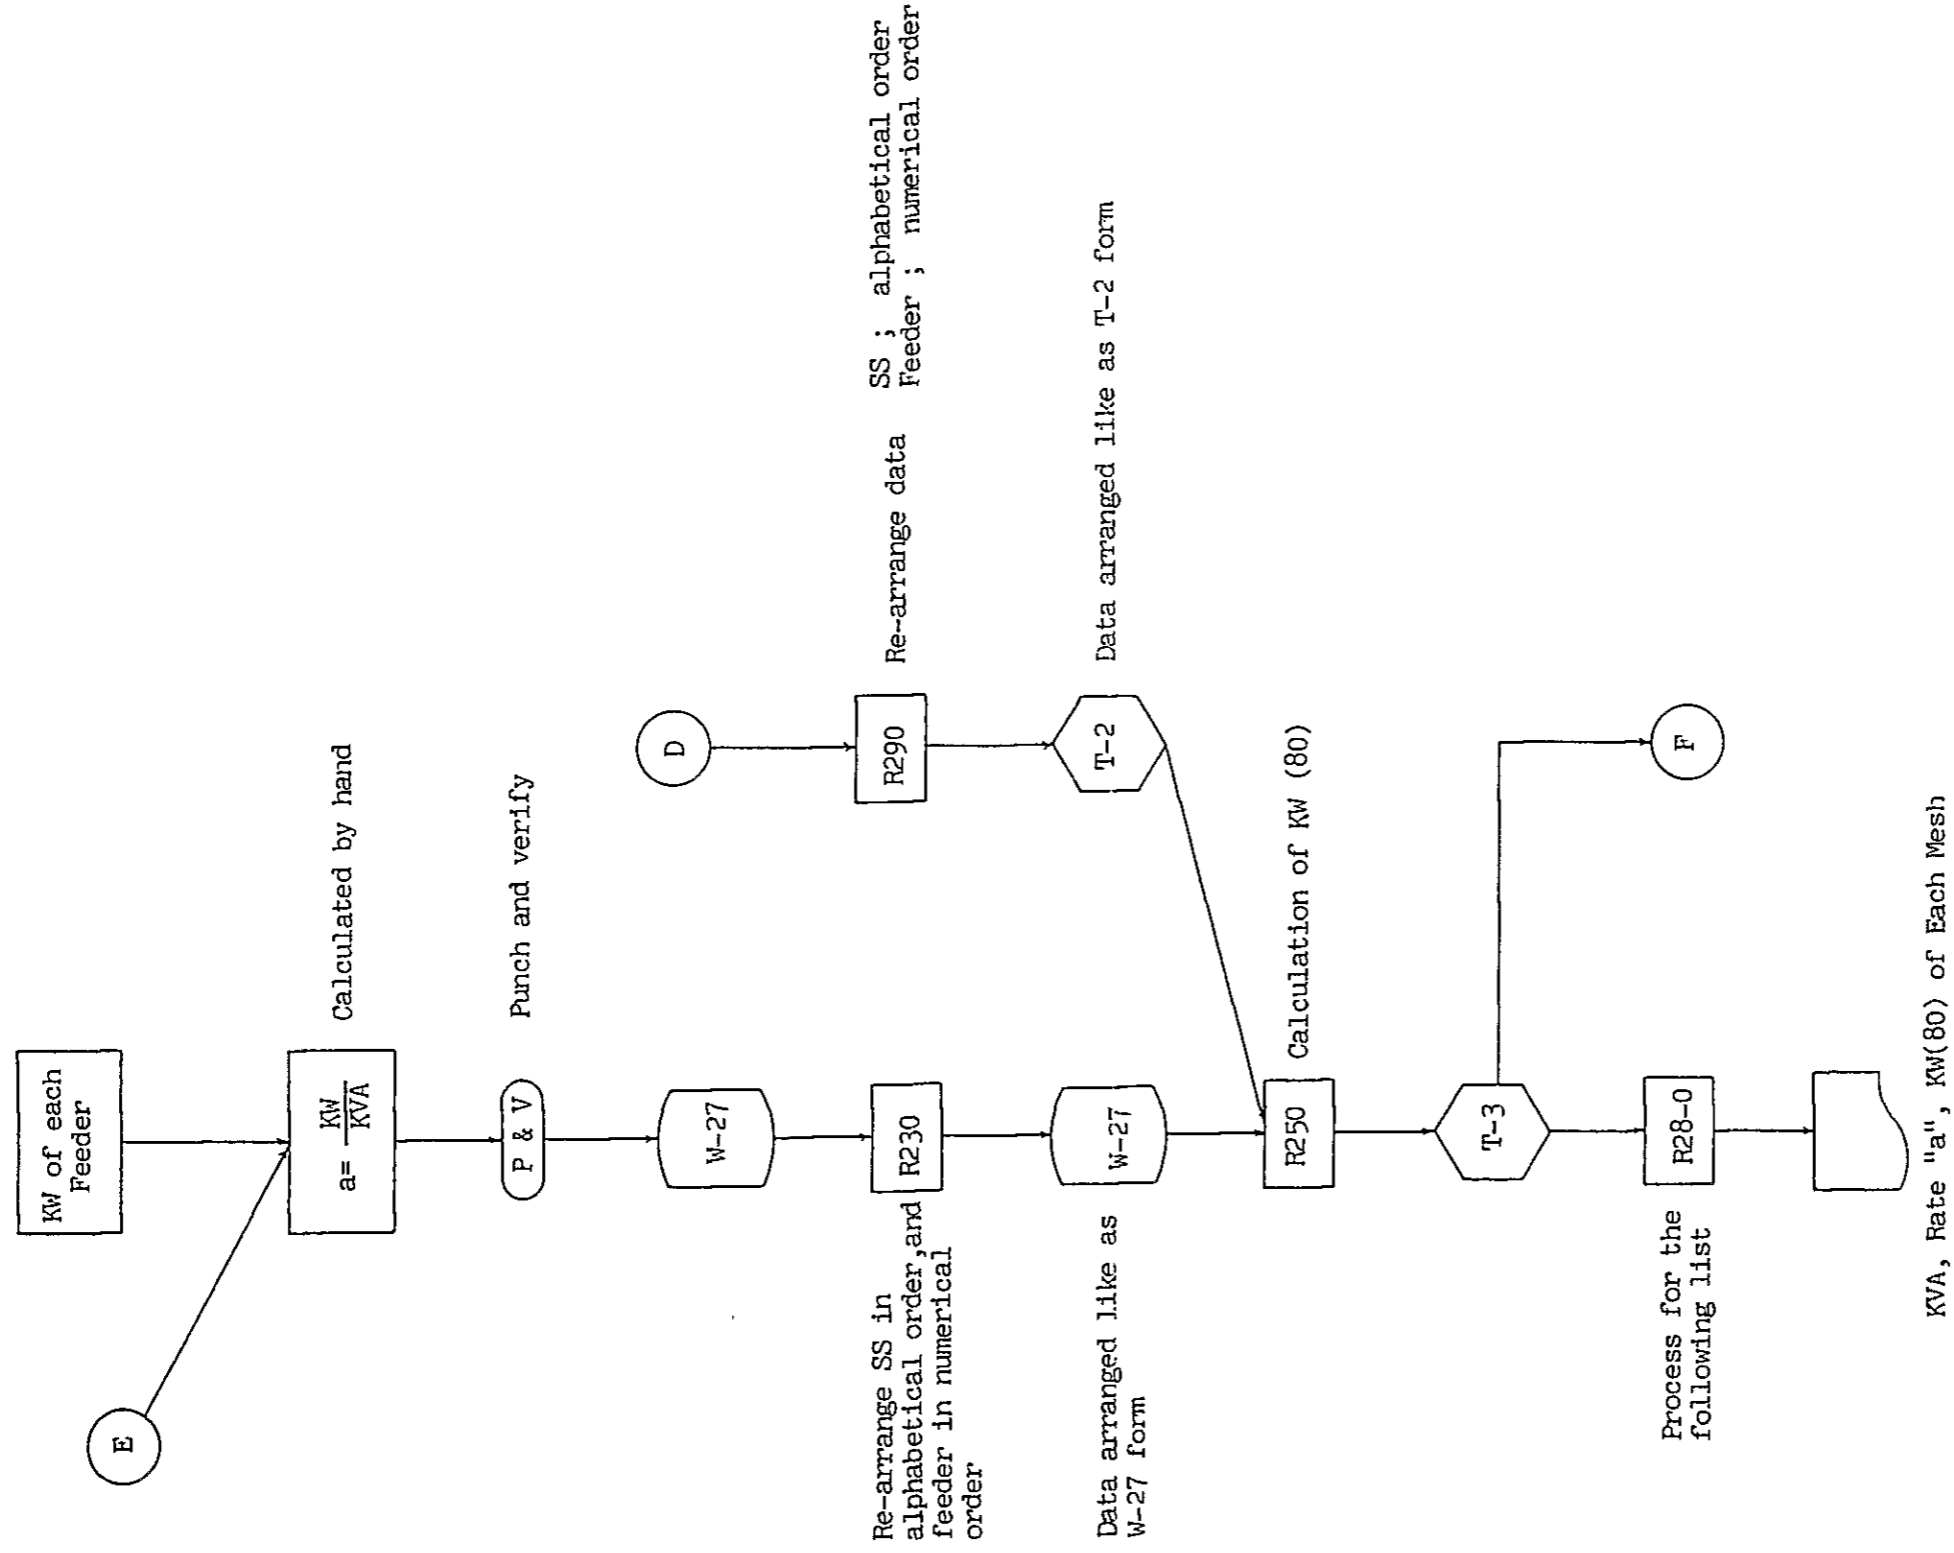 E
KW of each
Feeder
a= KW
KVA
Calculated by hand
P & V
Punch and verify
W-27
D
Re-arrange SS in
alphabetical order,and
feeder in numerical
order
R230
R290
Re-arrange data
SS ; alphabetical order
Feeder ; numerical order
Data arranged like as
W-27 form
W-27
T-2
Data arranged like as T-2 form
R250
Calculation of KW (80)
T-3
Process for the
following list
R28-0
F
KVA, Rate "a", KW(80) of Each Mesh